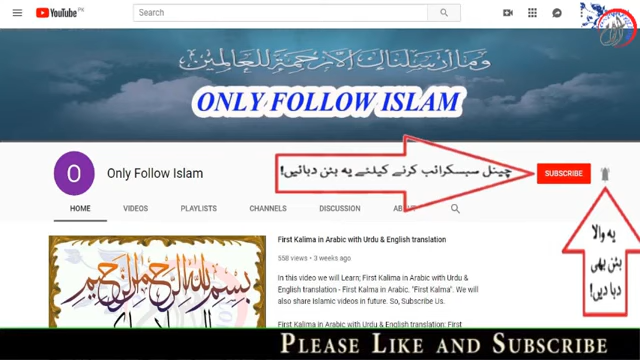 YouTube PK
Search
وما أرسلناك إلا رحمة للعالمين
ONLY FOLLOW ISLAM
O
Only Follow Islam
چینل سبسکرائب کرنے کیلئے یہ بٹن دبائیں!
SUBSCRIBE
HOME VIDEOS PLAYLISTS CHANNELS DISCUSSION ABOUT
یہ والا
بٹن بھی
دبا دیں!
First Kalima in Arabic with Urdu & English translation
558 views • 3 weeks ago
In this video we will Learn; First Kalima in Arabic with Urdu &
English translation - First Kalma in Arabic. "First Kalma". We will
also share Islamic videos in future. So, Subscribe Us.
First Kalima in Arabic with Urdu & English translation: First
بسم الله الرحمن الرحيم
PLEASE LIKE AND SUBSCRIBE